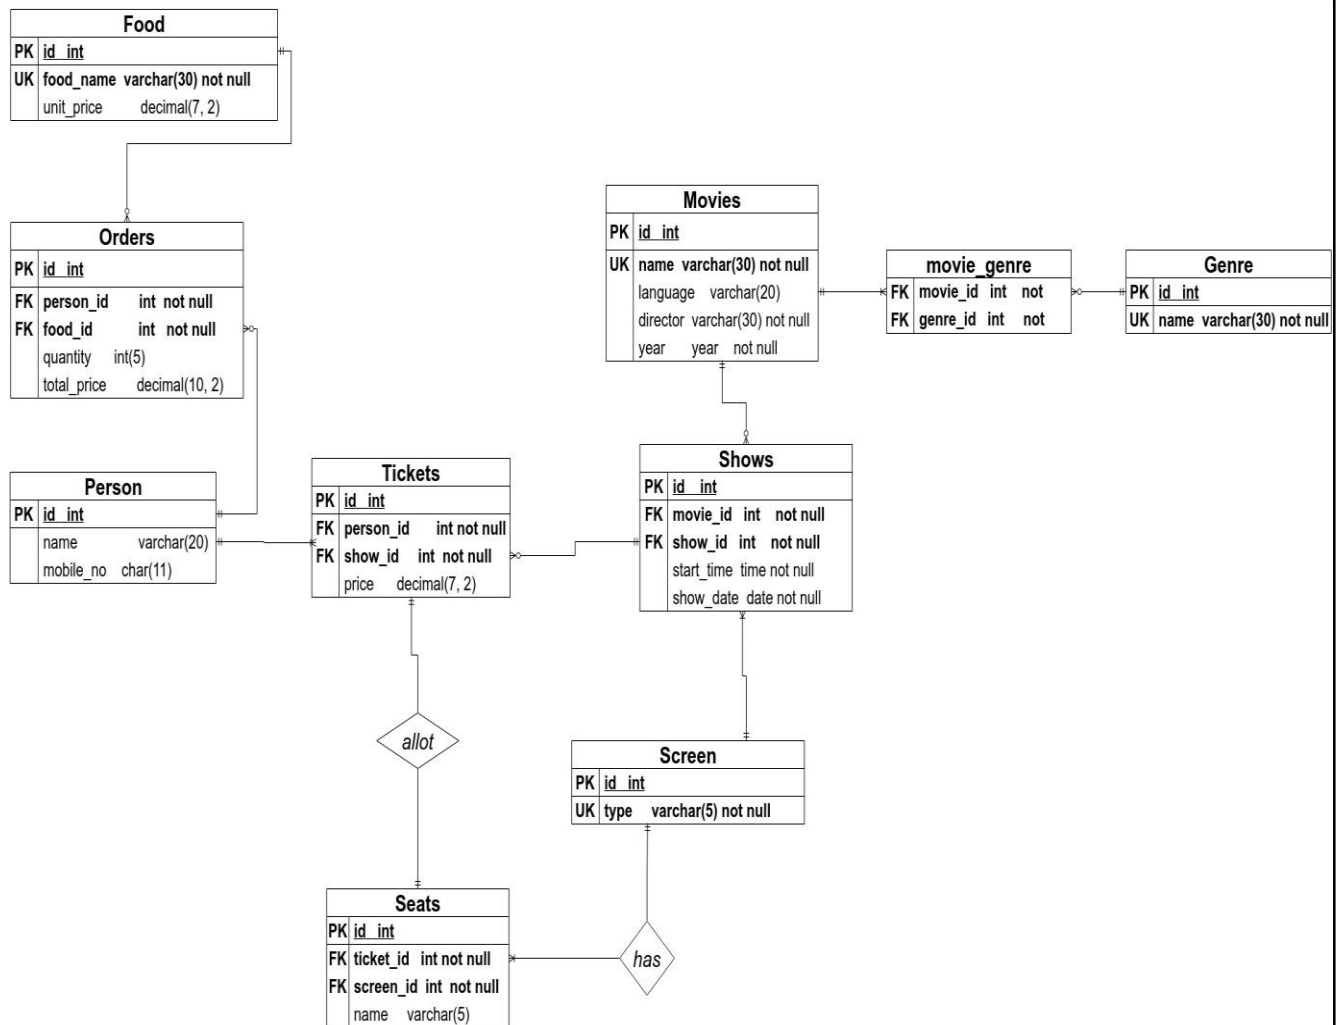 Food
PK id int
UK food_name varchar(30) not null
unit_price decimal(7, 2)
Orders
PK id int
FK person_id int not null
FK food_id int not null
quantity int(5)
total_price decimal(10, 2)
Person
PK id int
name varchar(20)
mobile_no char(11)
Tickets
PK id int
FK person_id int not null
FK show_id int not null
price decimal(7, 2)
Movies
PK id int
UK name varchar(30) not null
language varchar(20)
director varchar(30) not null
year year not null
movie_genre
FK movie_id int not
FK genre_id int not
Genre
PK id int
UK name varchar(30) not null
Shows
PK id int
FK movie_id int not null
FK show_id int not null
start_time time not null
show_date date not null
allot
Screen
PK id int
UK type varchar(5) not null
has
Seats
PK id int
FK ticket_id int not null
FK screen_id int not null
name varchar(5)